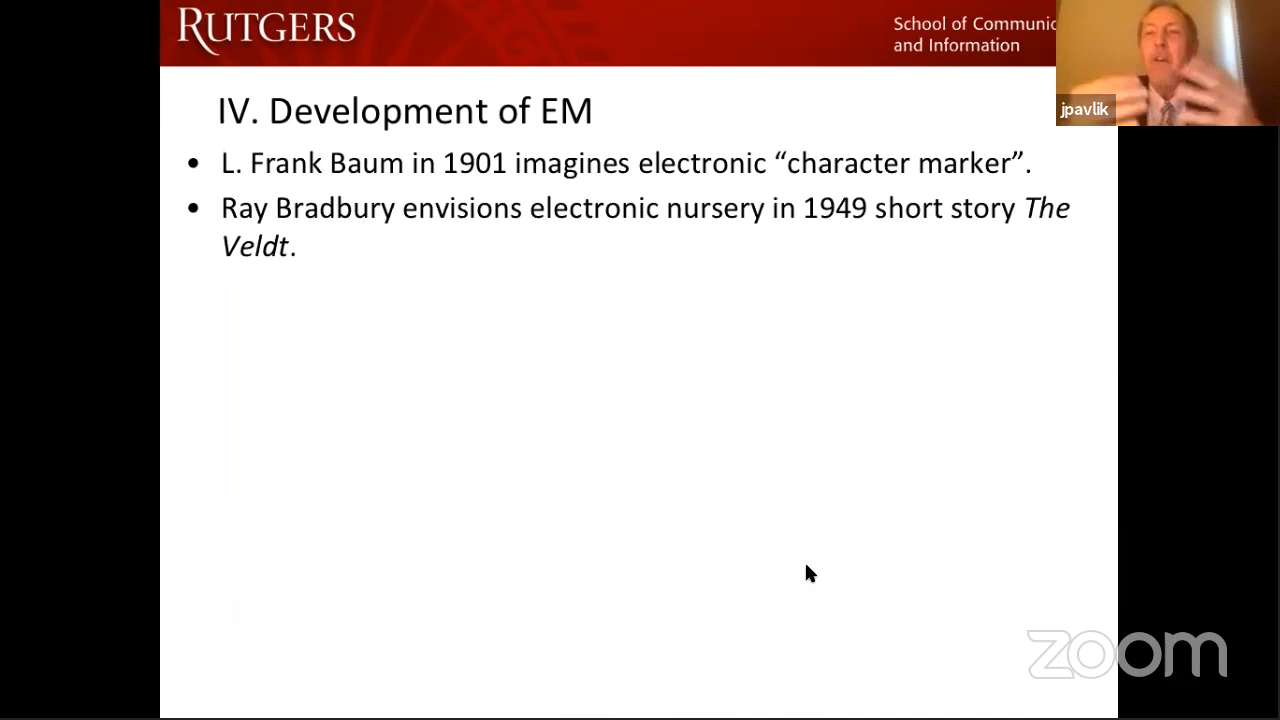 RUTGERS
School of Communic
and Information
jpavlik
IV. Development of EM
• L. Frank Baum in 1901 imagines electronic “character marker”.
• Ray Bradbury envisions electronic nursery in 1949 short story The
Veldt.
zoom